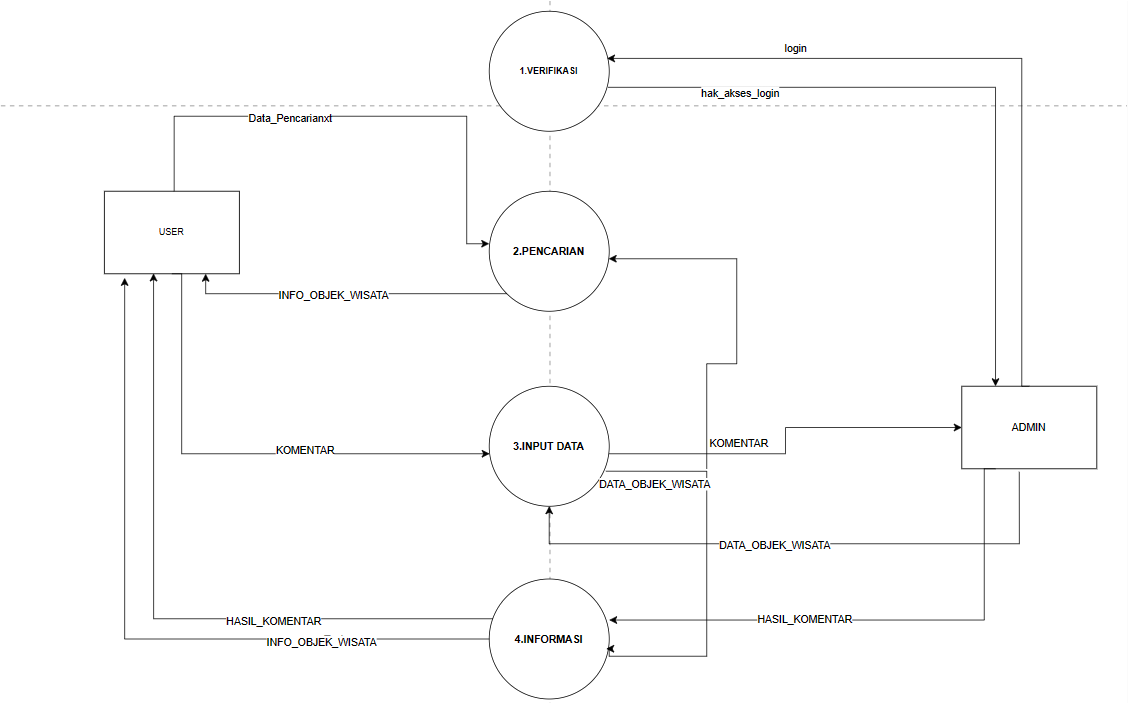 login
1.VERIFIKASI
hak_akses_login
Data_Pencarianxt
USER
2.PENCARIAN
INFO_OBJEK_WISATA
ADMIN
KOMENTAR
3.INPUT DATA
KOMENTAR
DATA_OBJEK_WISATA
DATA_OBJEK_WISATA
HASIL_KOMENTAR
HASIL_KOMENTAR
INFO_OBJEK_WISATA
4.INFORMASI